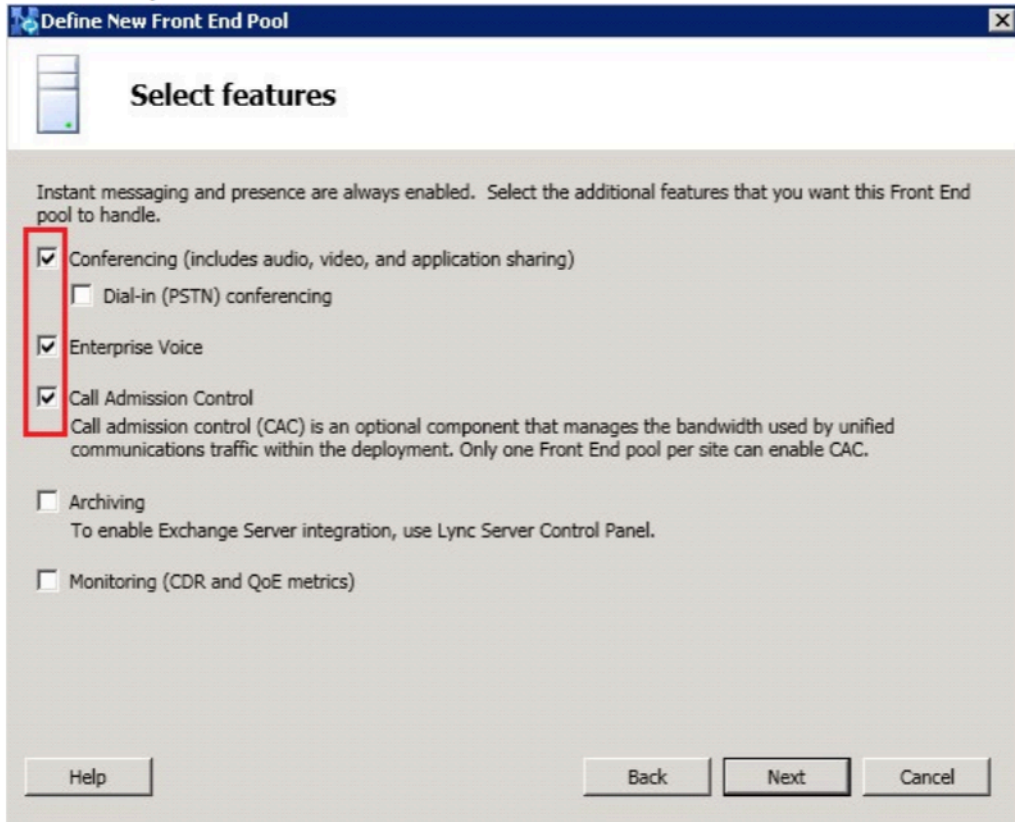 Define New Front End Pool
Select features
Instant messaging and presence are always enabled. Select the additional features that you want this Front End
pool to handle.
Conferencing (includes audio, video, and application sharing)
Dial-in (PSTN) conferencing
Enterprise Voice
Call Admission Control
Call admission control (CAC) is an optional component that manages the bandwidth used by unified
communications traffic within the deployment. Only one Front End pool per site can enable CAC.
Archiving
To enable Exchange Server integration, use Lync Server Control Panel.
Monitoring (CDR and QoE metrics)
Help Back Next Cancel